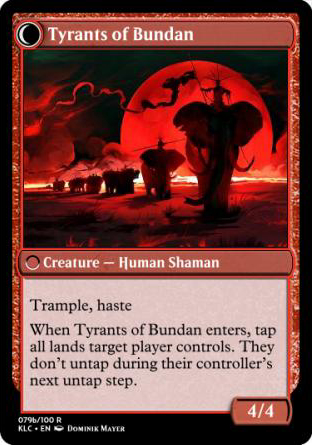 Tyrants of Bundan
Creature — Human Shaman
Trample, haste
When Tyrants of Bundan enters, tap
all lands target player controls. They
don't untap during their controller's
next untap step.
4/4
079b/100 R
KLC • EN DOMINIK MAYER